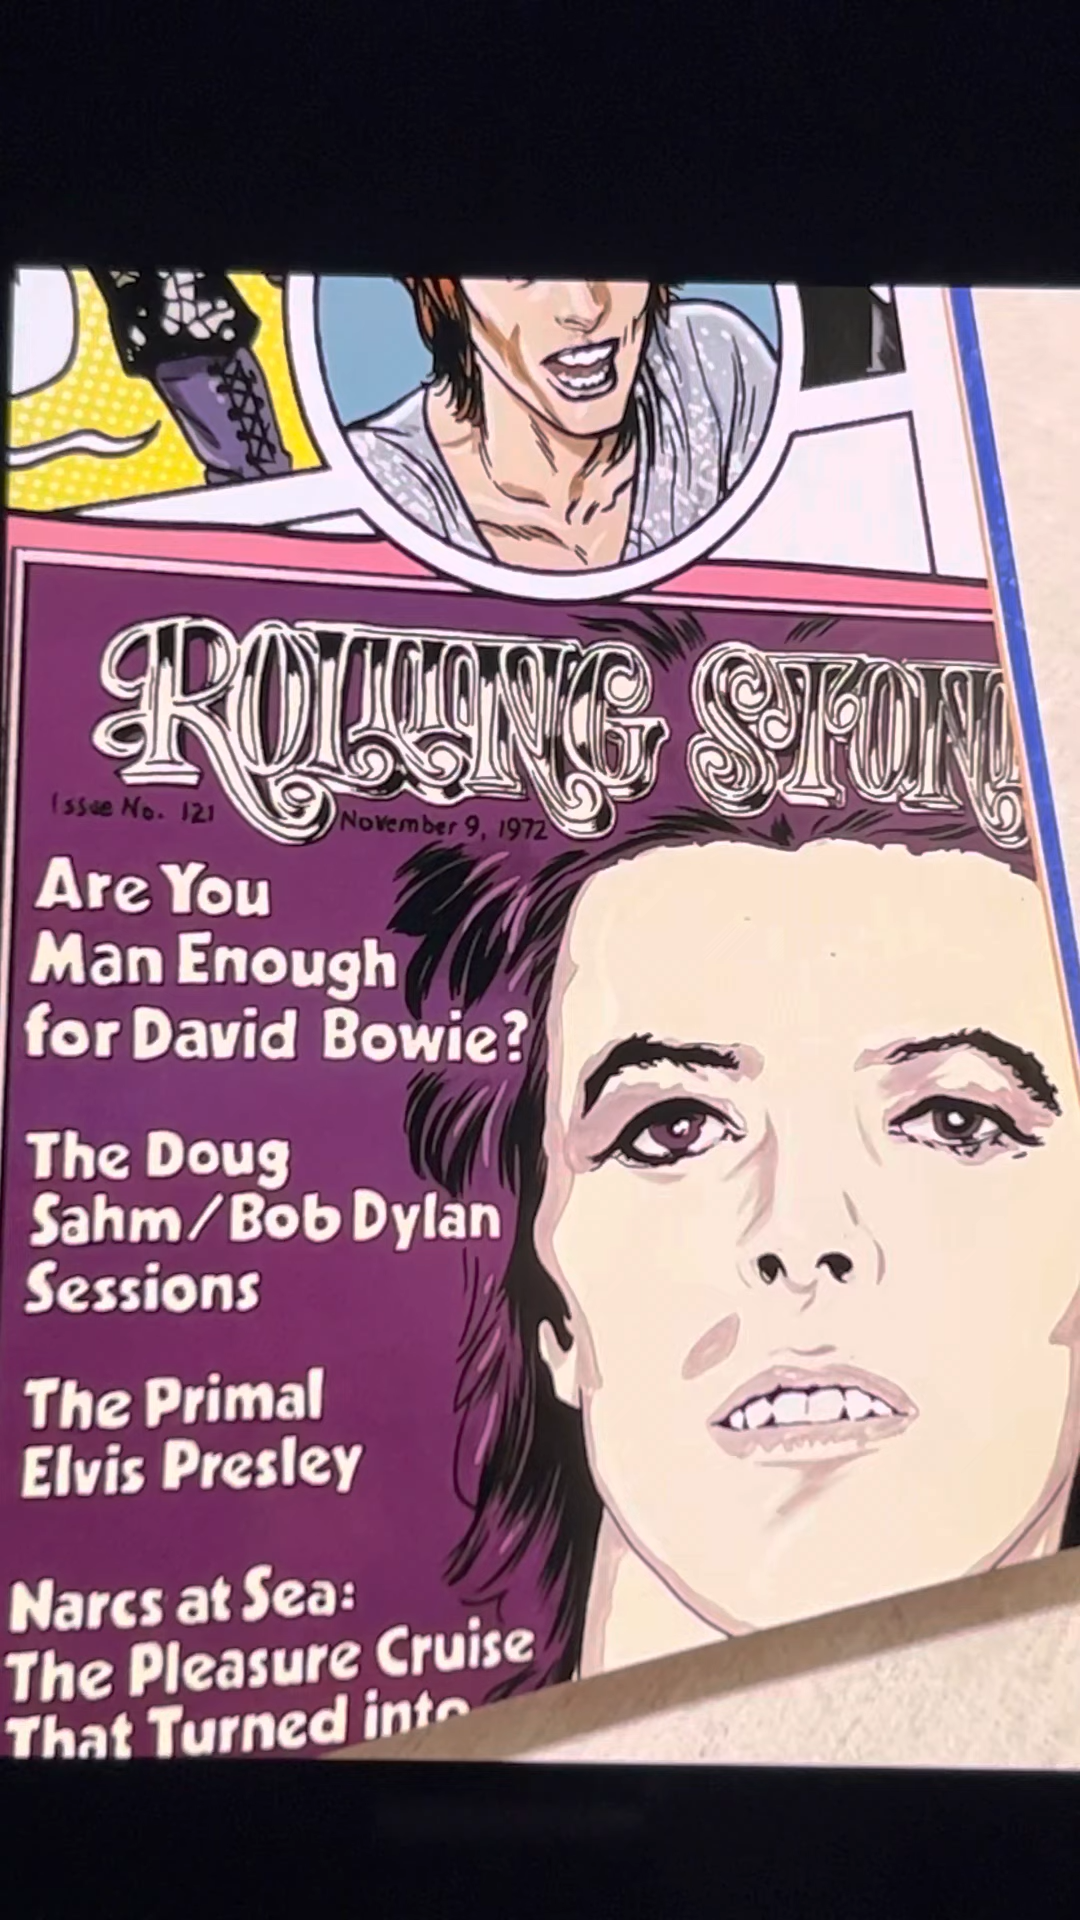 ROLLING STON
Issue No. 121 November 9, 1972
Are You
Man Enough
for David Bowie?
The Doug
Sahm/Bob Dylan
Sessions
The Primal
Elvis Presley
Narcs at Sea:
The Pleasure Cruise
That Turned into